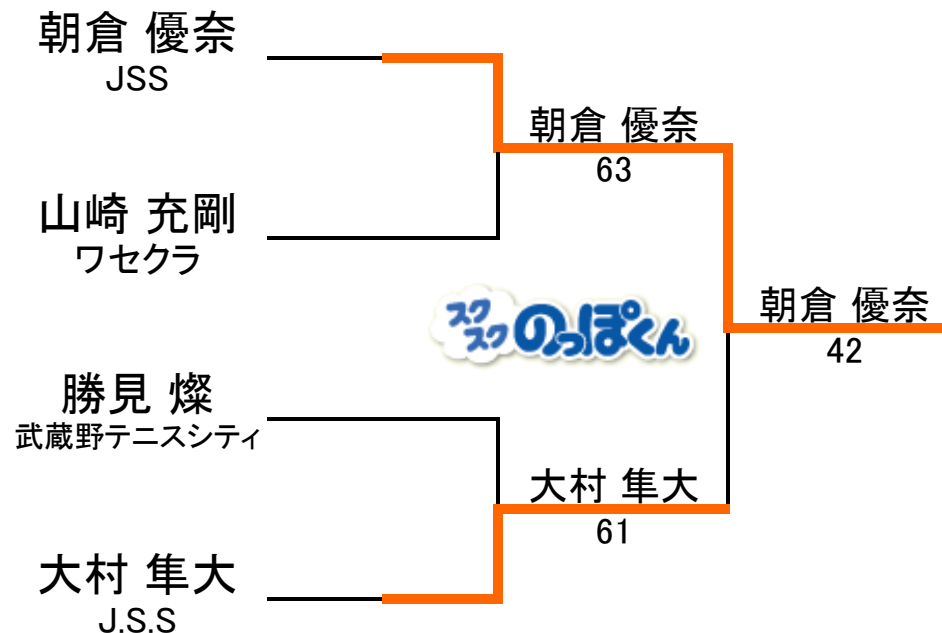 朝倉 優奈
JSS
朝倉 優奈
63
山崎 充剛
ワセクラ
スク
スク
のっぽくん
朝倉 優奈
42
勝見 燦
武蔵野テニスシティ
大村 隼大
61
大村 隼大
J.S.S